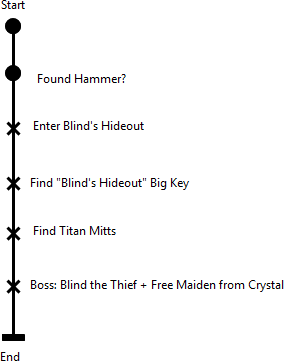 Start
Found Hammer?
Enter Blind's Hideout
Find "Blind's Hideout" Big Key
Find Titan Mitts
Boss: Blind the Thief + Free Maiden from Crystal
End